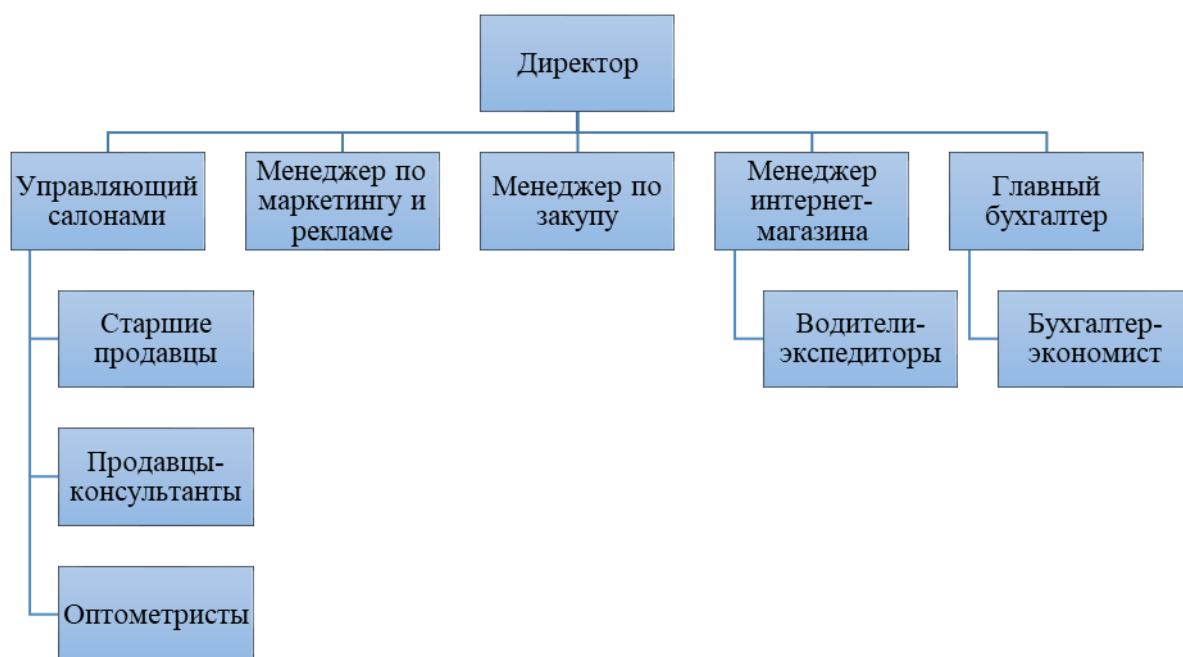 Директор
Управляющий
салонами
Менеджер по
маркетингу и
рекламе
Менеджер по
закупу
Менеджер
интернет-
магазина
Главный
бухгалтер
Старшие
продавцы
Водители-
экспедиторы
Бухгалтер-
экономист
Продавцы-
консультанты
Оптометристы